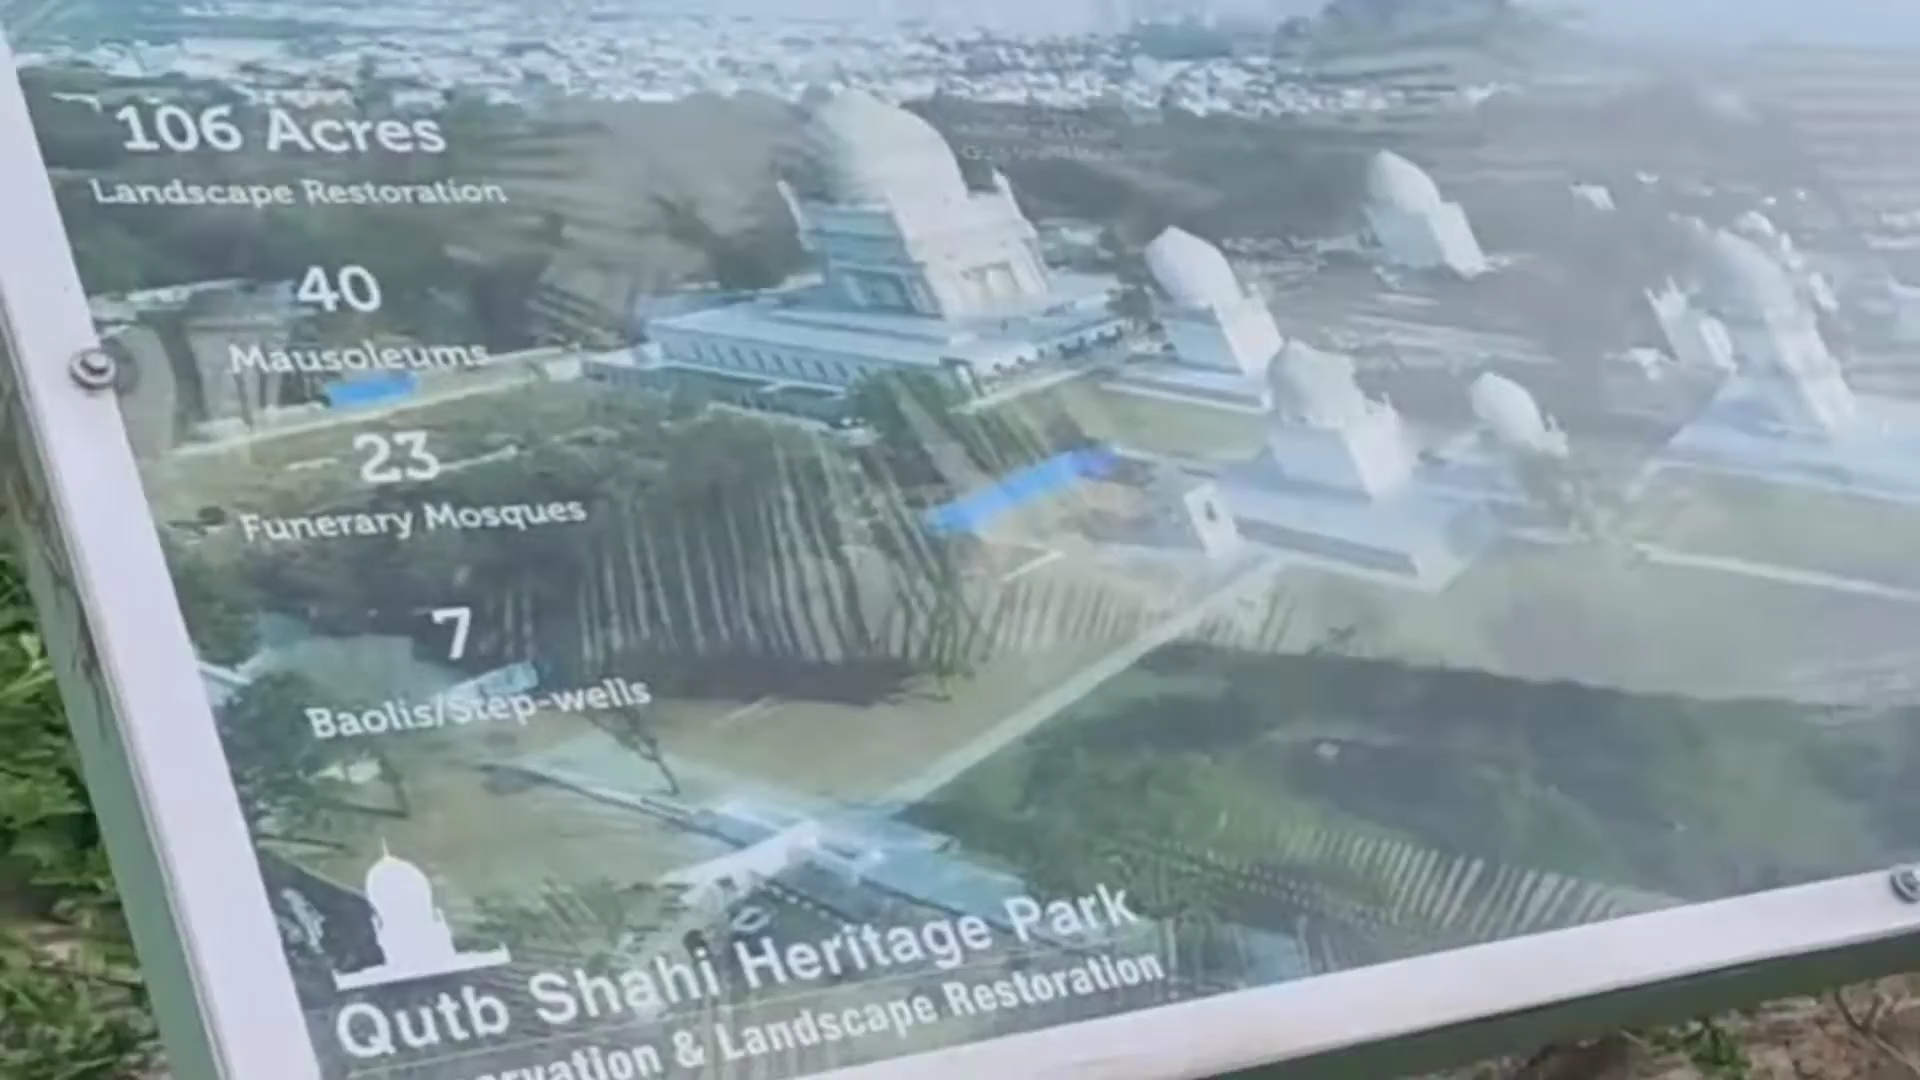 106 Acres
Landscape Restoration
40
Mausoleums
23
Funerary Mosques
7
Baolis/Step-wells
Qutb Shahi Heritage Park
& Landscape Restoration